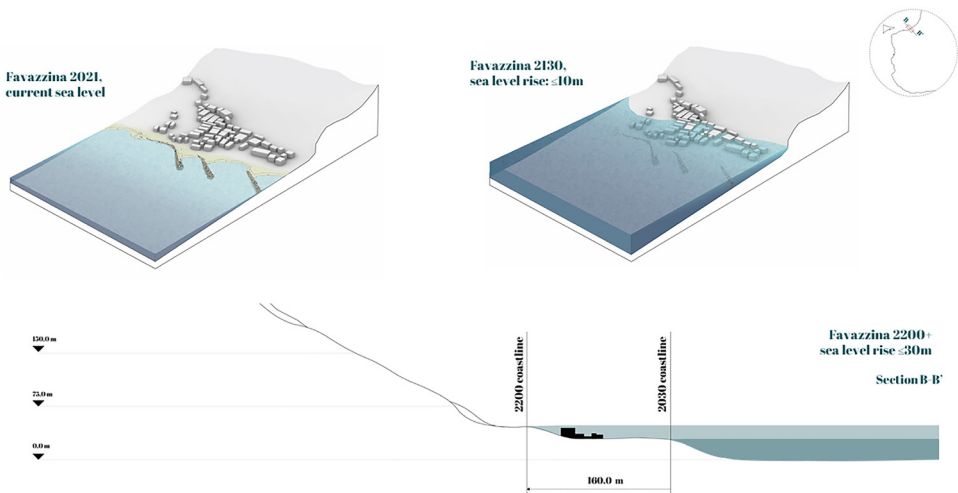 Favazzina 2021,
current sea level
Favazzina 2130,
sea level rise: ≤10m
B
B'
150.0 m
75.0 m
0.0 m
2200 coastline
2030 coastline
160.0 m
Favazzina 2200+
sea level rise ≤30m
Section B-B'